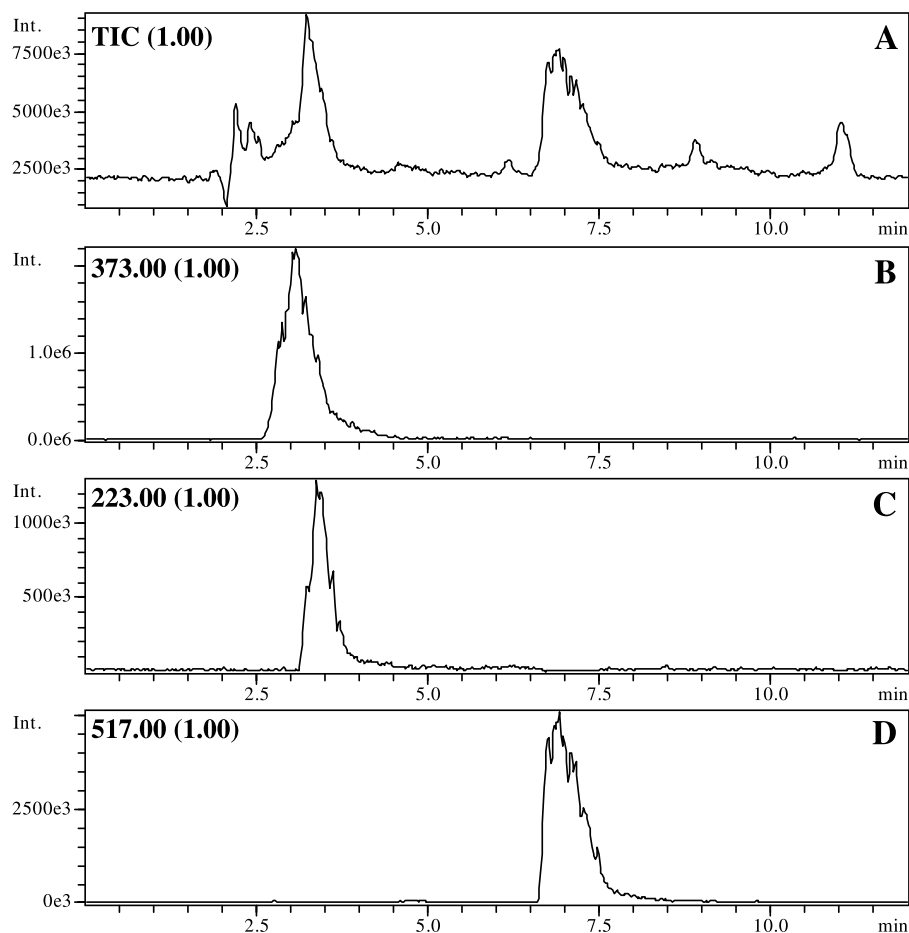 Int.
TIC (1.00)
A
7500e3
5000e3
2500e3
2.5 5.0 7.5 10.0 min
Int.
373.00 (1.00)
B
1.0e6
0.0e6
2.5 5.0 7.5 10.0 min
Int.
223.00 (1.00)
C
1000e3
500e3
2.5 5.0 7.5 10.0 min
Int.
517.00 (1.00)
D
2500e3
0e3
2.5 5.0 7.5 10.0 min